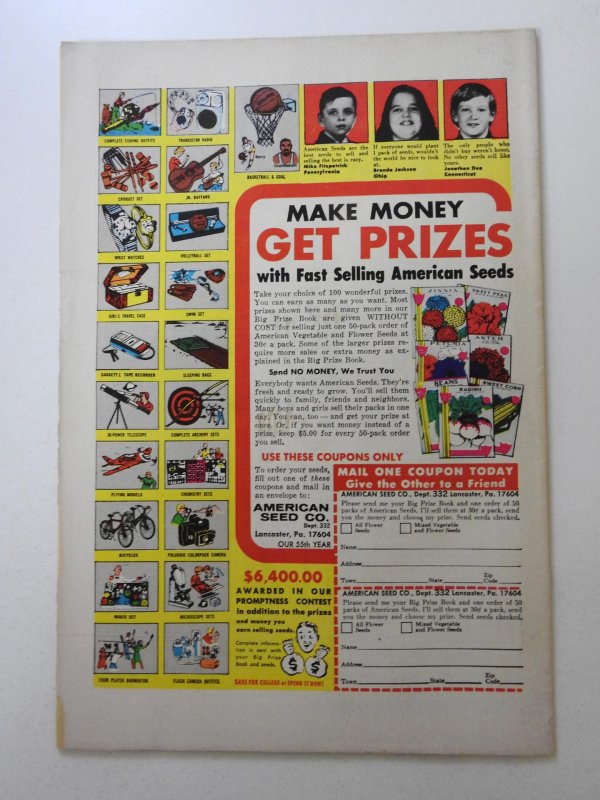 COMPLETE FISHING OUTFITS
TRANSISTOR RADIO
CROQUET SET
JR. GUITARS
WRIST WATCHES
VOLLEYBALL SET
GIRL'S TRAVEL CASE
SWIM SET
CASSETTE TAPE RECORDER
SLEEPING BAGS
30-POWER TELESCOPE
COMPLETE ARCHERY SETS
FLYING MODELS
CHEMISTRY SETS
BICYCLES
POLAROID COLORPACK CAMERA
MAGIC SET
MICROSCOPE SETS
FOUR PLAYER BADMINTON
FLASH CAMERA OUTFITS
BASKETBALL & GOAL
American Seeds are the
best seeds to sell and
selling the best is easy.
Mike Fitzpatrick
Pennsylvania
If everyone would plant
1 pack of seeds, wouldn't
the world be nice to look
at.
Brenda Jackson
Ohio
The only people who
didn't buy weren't home.
No other seeds sell like
yours.
Jonathon Doe
Connecticut
MAKE MONEY
GET PRIZES
with Fast Selling American Seeds
Take your choice of 100 wonderful prizes.
You can earn as many as you want. Most
prizes shown here and many more in our
Big Prize Book are given WITHOUT
COST for selling just one 50-pack order of
American Vegetable and Flower Seeds at
30¢ a pack. Some of the larger prizes
require more sales or extra money as ex-
plained in the Big Prize Book.
Send NO MONEY, We Trust You
Everybody wants American Seeds. They're
fresh and ready to grow. You'll sell them
quickly to family, friends and neighbors.
Many boys and girls sell their packs in one
day. You can, too — and get your prize at
once. Or, if you want money instead of a
prize, keep $5.00 for every 50-pack order
you sell.
ZINNIA
SWEET PEAS
PETUNIA
ASTER
BEANS
RADISH
SWEET CORN
USE THESE COUPONS ONLY
To order your seeds,
fill out one of these
coupons and mail in
an envelope to:
AMERICAN
SEED CO.
Dept. 332
Lancaster, Pa. 17604
OUR 55th YEAR
$6,400.00
AWARDED IN OUR
PROMPTNESS CONTEST
in addition to the prizes
and money you
earn selling seeds.
Complete informa-
tion is sent with
your Big Prize
Book and seeds.
SAVE FOR COLLEGE or SPEND IT NOW!
MAIL ONE COUPON TODAY
Give the Other to a Friend
AMERICAN SEED CO., Dept. 332 Lancaster, Pa. 17604
Please send me your Big Prize Book and one order of 50
packs of American Seeds. I'll sell them at 30¢ a pack, send
you the money and choose my prize. Send seeds checked.
All Flower Seeds
Mixed Vegetable and Flower Seeds
Name
Address
Town State Zip Code
AMERICAN SEED CO., Dept. 332 Lancaster, Pa. 17604
Please send me your Big Prize Book and one order of 50
packs of American Seeds. I'll sell them at 30¢ a pack, send
you the money and choose my prize. Send seeds checked.
All Flower Seeds
Mixed Vegetable and Flower Seeds
Name
Address
Town State Zip Code